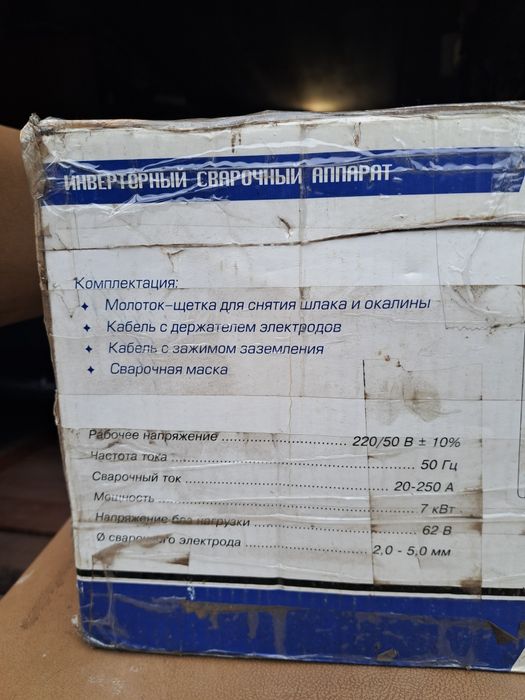 ИНВЕРТОРНЫЙ СВАРОЧНЫЙ АППАРАТ
Комплектация:
✦ Молоток-щетка для снятия шлака и окалины
✦ Кабель с держателем электродов
✦ Кабель с зажимом заземления
✦ Сварочная маска
Рабочее напряжение ........................ 220/50 В ± 10%
Частота тока ........................................ 50 Гц
Сварочный ток ................................ 20-250 А
Мощность ........................................ 7 кВт
Напряжение без нагрузки ........................ 62 В
Ø сварочного электрода .................. 2,0 - 5,0 мм